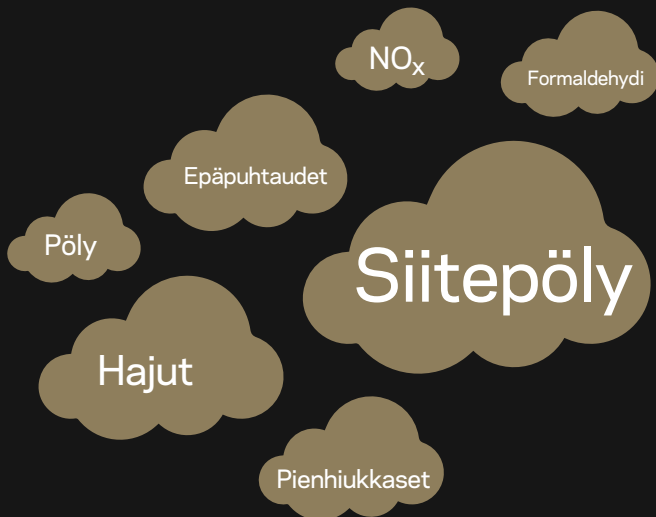 NOₓ
Formaldehydi
Epäpuhtaudet
Pöly
Siitepöly
Hajut
Pienhiukkaset